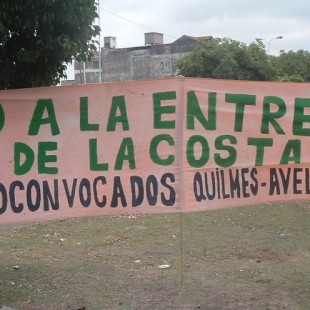 O A LA ENTRE
DE LA COSTA
OCONVOCADOS QUILMES-AVEL